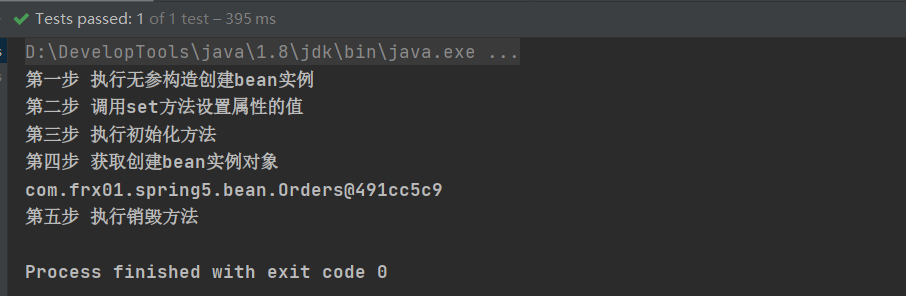 Tests passed: 1 of 1 test – 395 ms
D:\DevelopTools\java\1.8\jdk\bin\java.exe ...
第一步 执行无参构造创建bean实例
第二步 调用set方法设置属性的值
第三步 执行初始化方法
第四步 获取创建bean实例对象
com.frx01.spring5.bean.Orders@491cc5c9
第五步 执行销毁方法
Process finished with exit code 0